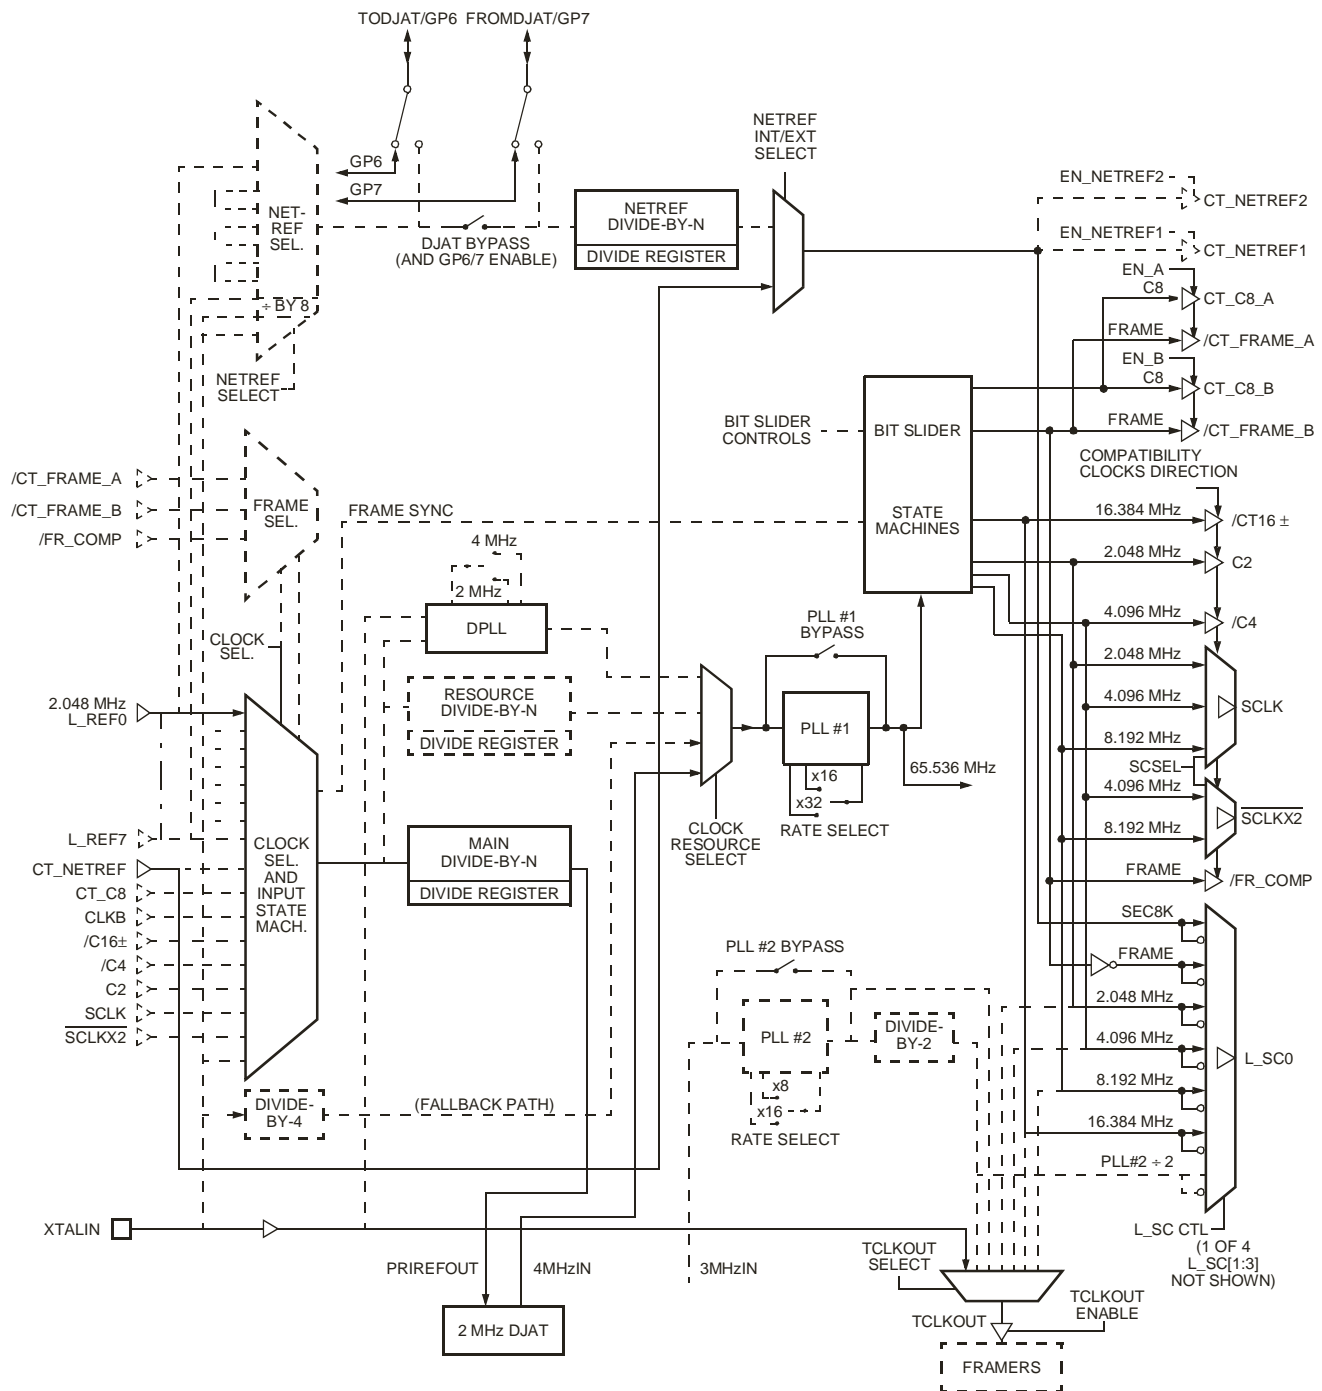 TODJAT/GP6 FROMDJAT/GP7
NETREF
INT/EXT
SELECT
GP6
GP7
NET-
REF
SEL.
÷ BY 8
NETREF
SELECT
DJAT BYPASS
(AND GP6/7 ENABLE)
NETREF
DIVIDE-BY-N
DIVIDE REGISTER
EN_NETREF2
CT_NETREF2
EN_NETREF1
CT_NETREF1
EN_A
C8
CT_C8_A
FRAME
/CT_FRAME_A
EN_B
C8
CT_C8_B
FRAME
/CT_FRAME_B
COMPATIBILITY
CLOCKS DIRECTION
BIT SLIDER
CONTROLS
BIT SLIDER
STATE
MACHINES
/CT_FRAME_A
/CT_FRAME_B
/FR_COMP
FRAME
SEL.
FRAME SYNC
16.384 MHz
/CT16 ±
2.048 MHz
C2
4.096 MHz
/C4
4 MHz
2 MHz
DPLL
CLOCK
SEL.
PLL #1
BYPASS
2.048 MHz
L_REF0
RESOURCE
DIVIDE-BY-N
DIVIDE REGISTER
PLL #1
x16
x32
RATE SELECT
65.536 MHz
CLOCK
RESOURCE
SELECT
2.048 MHz
4.096 MHz
SCLK
8.192 MHz
SCSEL
4.096 MHz
SCLKX2
8.192 MHz
FRAME
/FR_COMP
L_REF7
CT_NETREF
CT_C8
CLKB
/C16±
/C4
C2
SCLK
SCLKX2
CLOCK
SEL.
AND
INPUT
STATE
MACH.
MAIN
DIVIDE-BY-N
DIVIDE REGISTER
SEC8K
FRAME
2.048 MHz
4.096 MHz
L_SC0
8.192 MHz
16.384 MHz
PLL#2 ÷ 2
PLL #2 BYPASS
PLL #2
DIVIDE-
BY-2
x8
x16
RATE SELECT
DIVIDE-
BY-4
(FALLBACK PATH)
XTALIN
PRIREFOUT
4MHzIN
3MHzIN
2 MHz DJAT
TCLKOUT
SELECT
L_SC CTL
(1 OF 4
L_SC[1:3]
NOT SHOWN)
TCLKOUT
TCLKOUT
ENABLE
FRAMERS